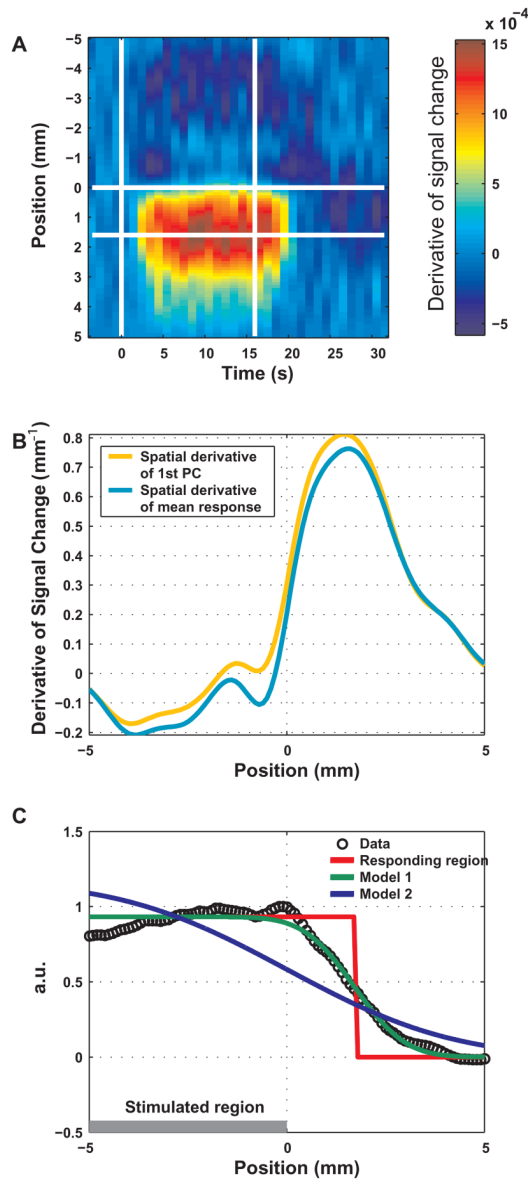 A
Position (mm)
−5
−4
−3
−2
−1
0
1
2
3
4
5
0 5 10 15 20 25 30
Time (s)
x 10⁻⁴
15
10
5
0
−5
Derivative of signal change
B
Derivative of Signal Change (mm⁻¹)
0.8
0.7
0.6
0.5
0.4
0.3
0.2
0.1
0
−0.1
−0.2
Spatial derivative
of 1st PC
Spatial derivative
of mean response
−5 0 5
Position (mm)
C
a.u.
1.5
1
0.5
0
−0.5
Data
Responding region
Model 1
Model 2
Stimulated region
−5 0 5
Position (mm)